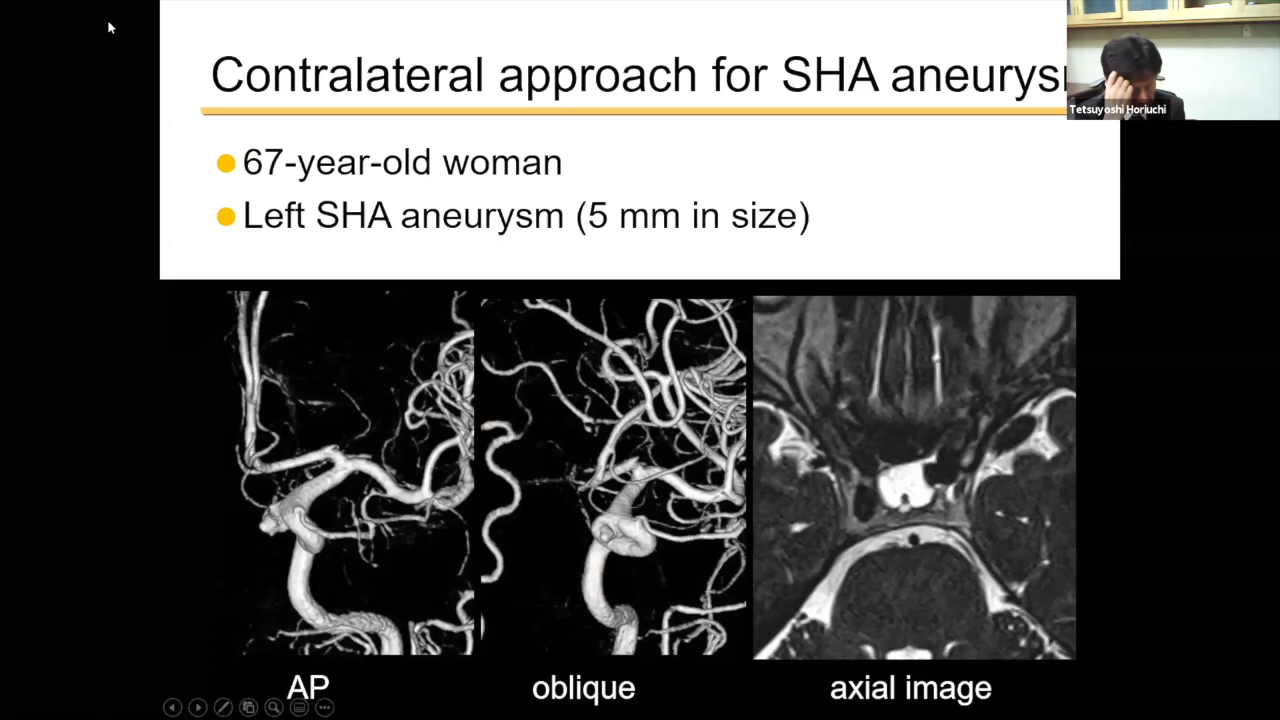 Contralateral approach for SHA aneurys
Tetsuyoshi Horiuchi
67-year-old woman
Left SHA aneurysm (5 mm in size)
AP
oblique
axial image